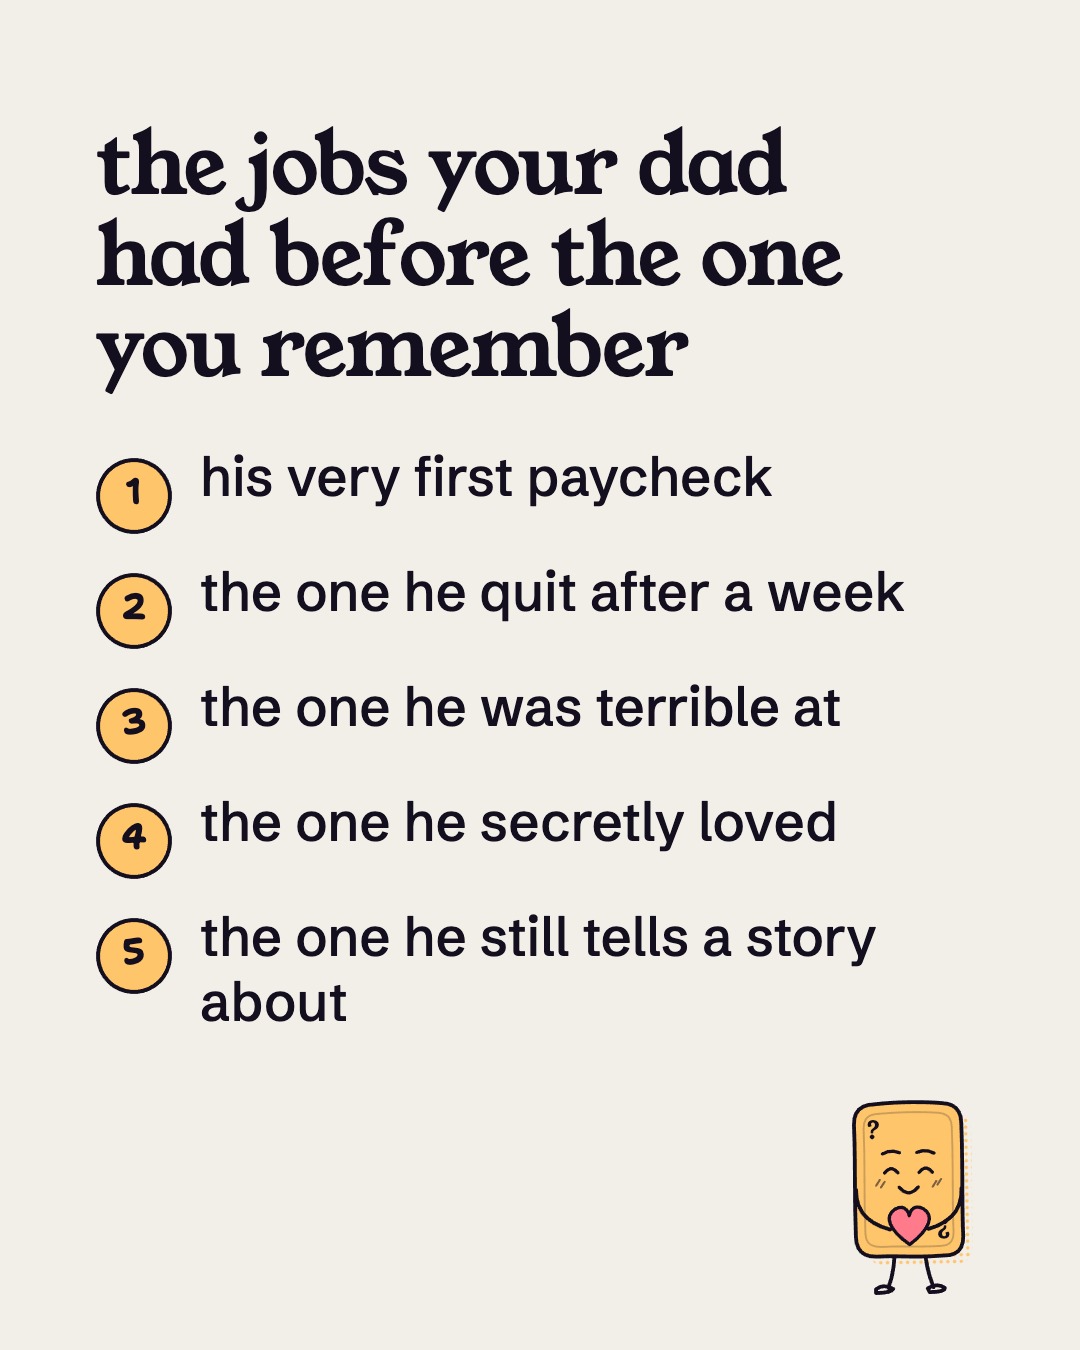 the jobs your dad
had before the one
you remember
1 his very first paycheck
2 the one he quit after a week
3 the one he was terrible at
4 the one he secretly loved
5 the one he still tells a story
about
?
?